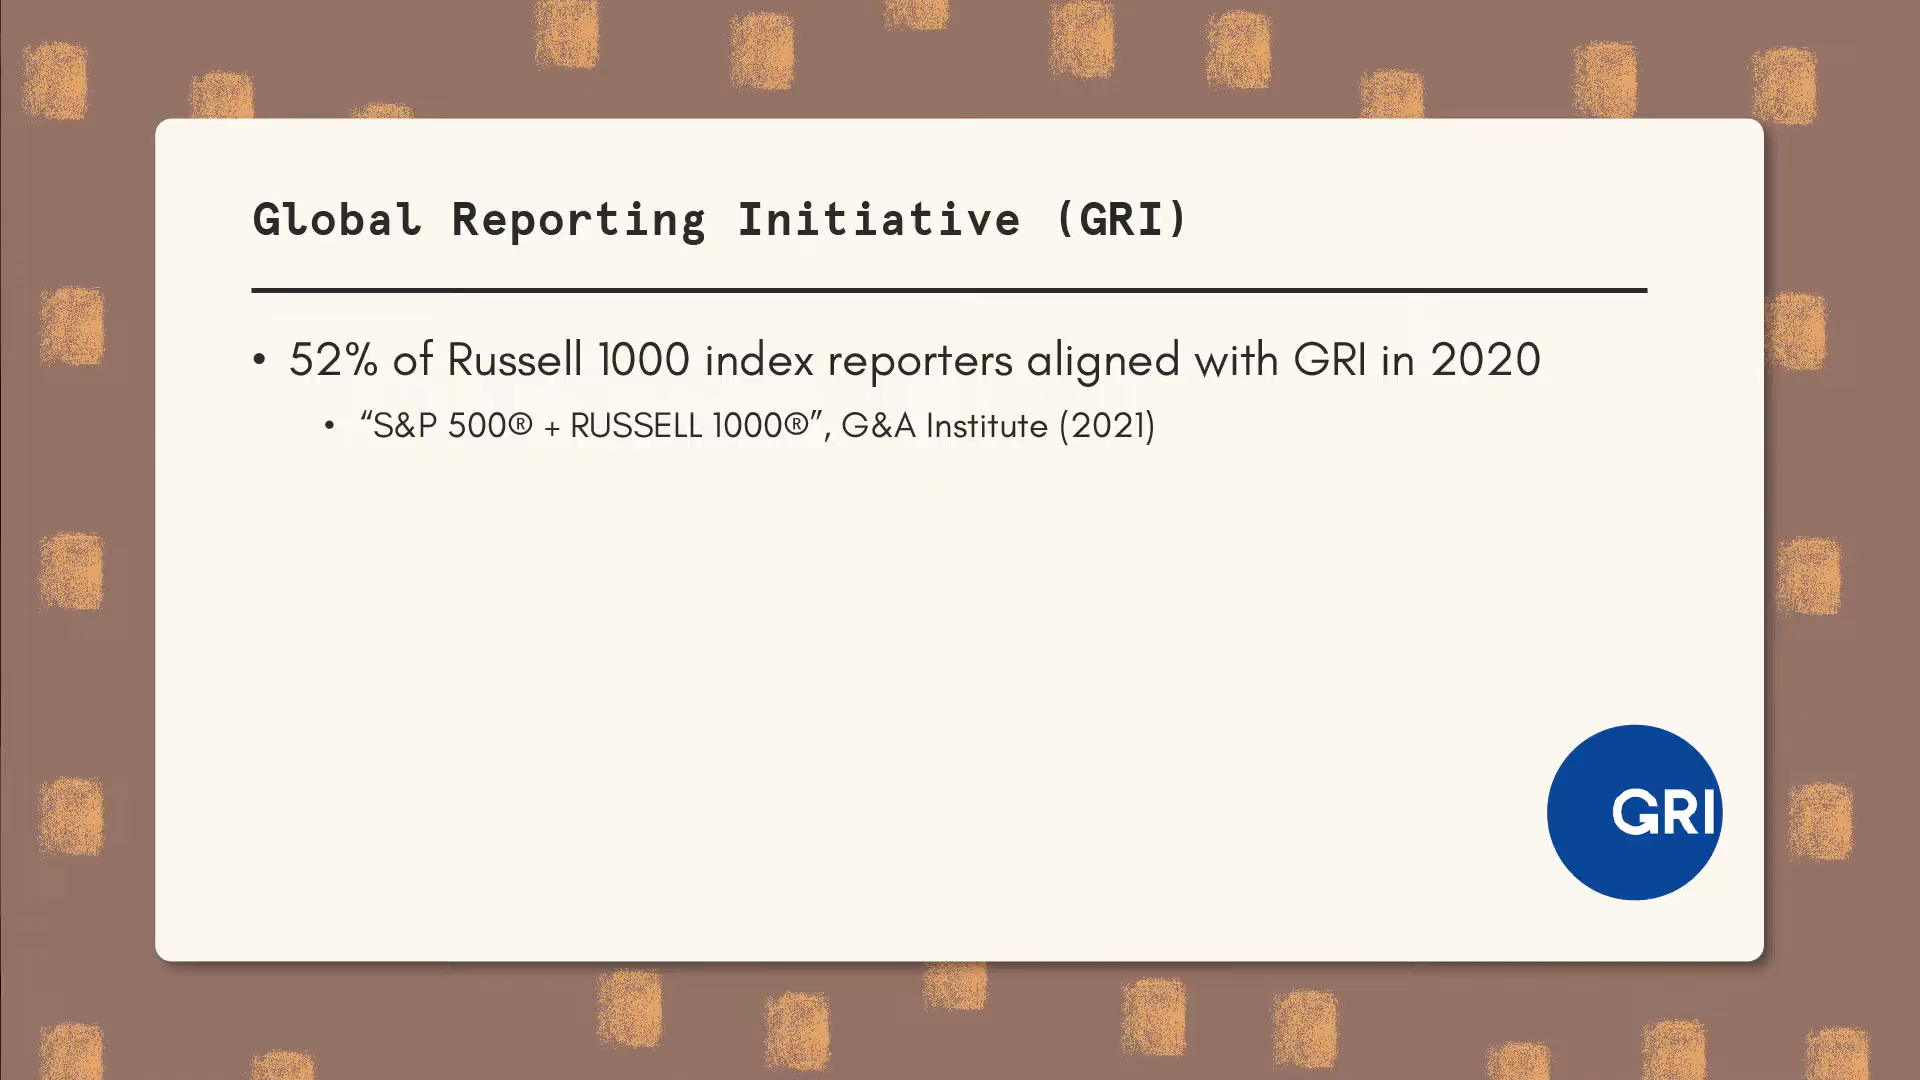 Global Reporting Initiative (GRI)
• 52% of Russell 1000 index reporters aligned with GRI in 2020
• “S&P 500® + RUSSELL 1000®”, G&A Institute (2021)
GRI